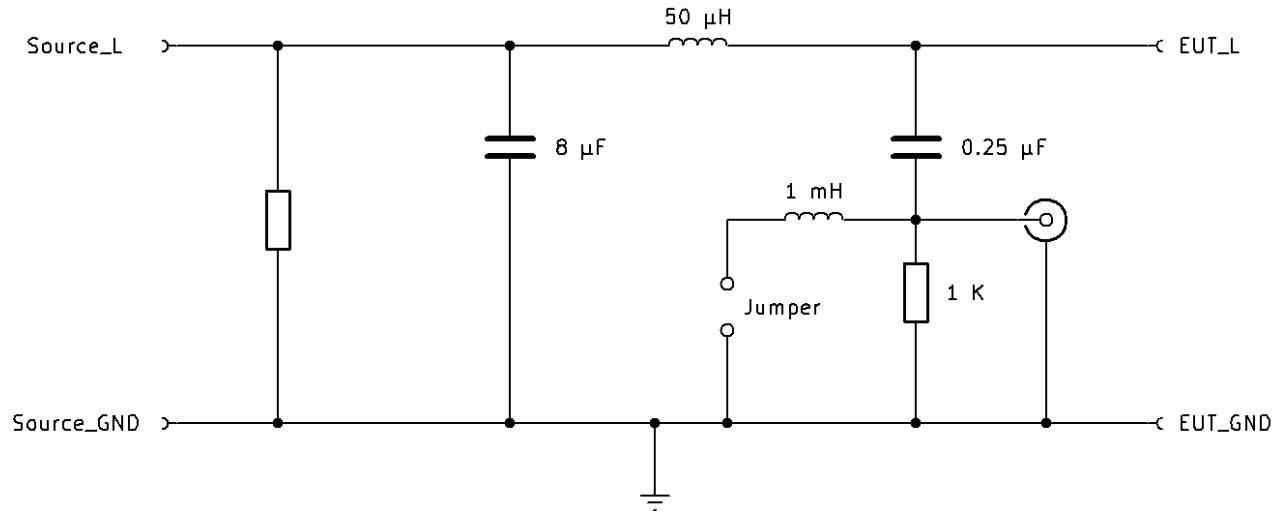 50 µH
Source_L
EUT_L
8 µF
0.25 µF
1 mH
1 K
Jumper
Source_GND
EUT_GND